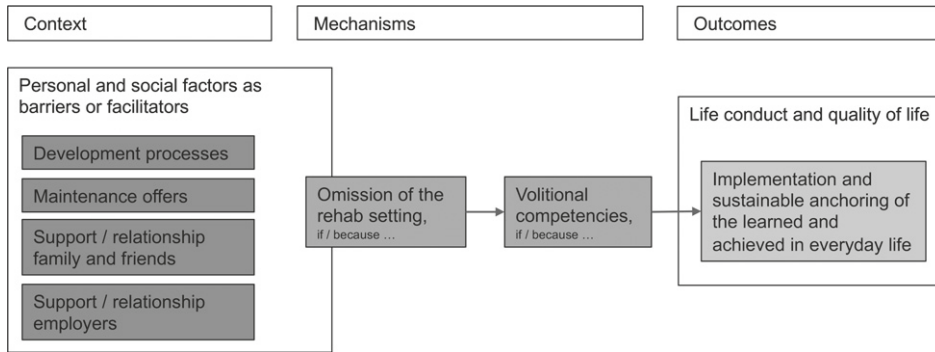 Context
Mechanisms
Outcomes
Personal and social factors as
barriers or facilitators
Development processes
Maintenance offers
Support / relationship
family and friends
Support / relationship
employers
Omission of the
rehab setting,
if / because ...
Volitional
competencies,
if / because ...
Life conduct and quality of life
Implementation and
sustainable anchoring of
the learned and
achieved in everyday life